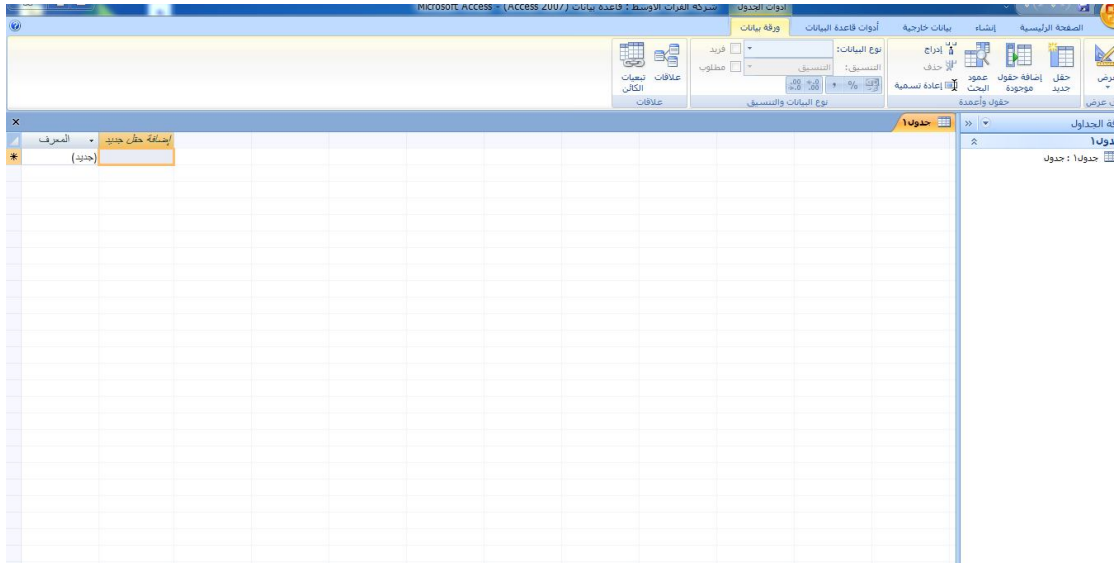 أدوات الجدول
شركة الفرات الاوسط : قاعدة بيانات (Access 2007) - Microsoft Access
الصفحة الرئيسية
إنشاء
بيانات خارجية
أدوات قاعدة البيانات
ورقة بيانات
حقل جديد
إضافة حقول موجودة
عمود البحث
إدراج
حذف
إعادة تسمية
حقول وأعمدة
نوع البيانات:
التنسيق: التنسيق
فريد
مطلوب
نوع البيانات والتنسيق
علاقات
تبعيات الكائن
علاقات
جدول١
جدول١ : جدول
المعرف
إضافة حقل جديد
(جديد)